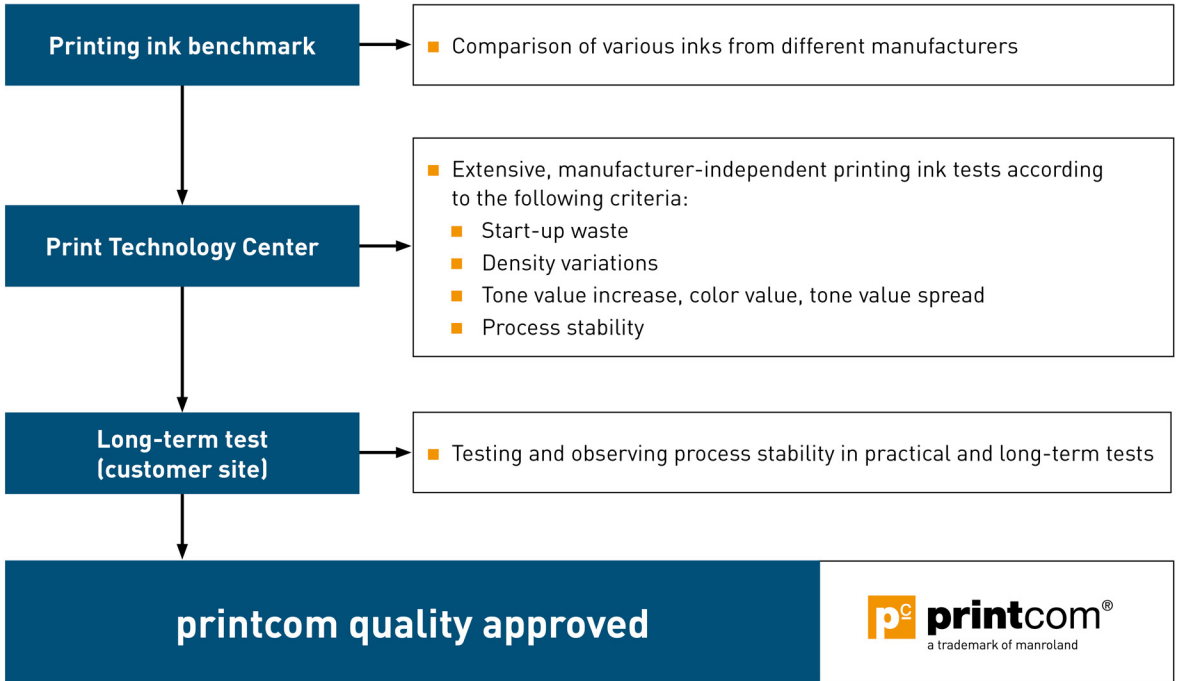 Printing ink benchmark
Comparison of various inks from different manufacturers
Print Technology Center
Extensive, manufacturer-independent printing ink tests according
to the following criteria:
Start-up waste
Density variations
Tone value increase, color value, tone value spread
Process stability
Long-term test
(customer site)
Testing and observing process stability in practical and long-term tests
printcom quality approved
pc printcom®
a trademark of manroland